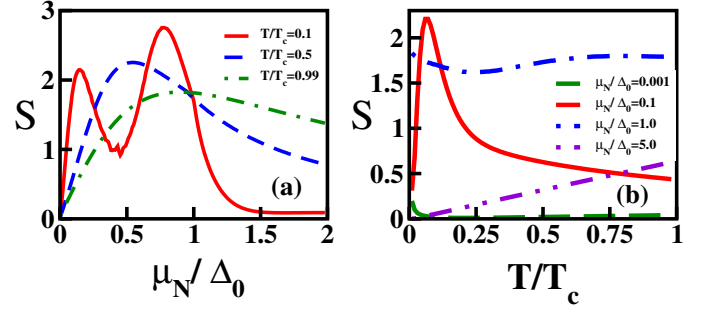 S
3
2
1
0
T/T_c=0.1
T/T_c=0.5
T/T_c=0.99
(a)
0 0.5 1 1.5 2
μ_N/ Δ_0
S
2
1.5
1
0.5
0
μ_N/ Δ_0=0.001
μ_N/ Δ_0=0.1
μ_N/ Δ_0=1.0
μ_N/ Δ_0=5.0
(b)
0 0.25 0.5 0.75 1
T/T_c